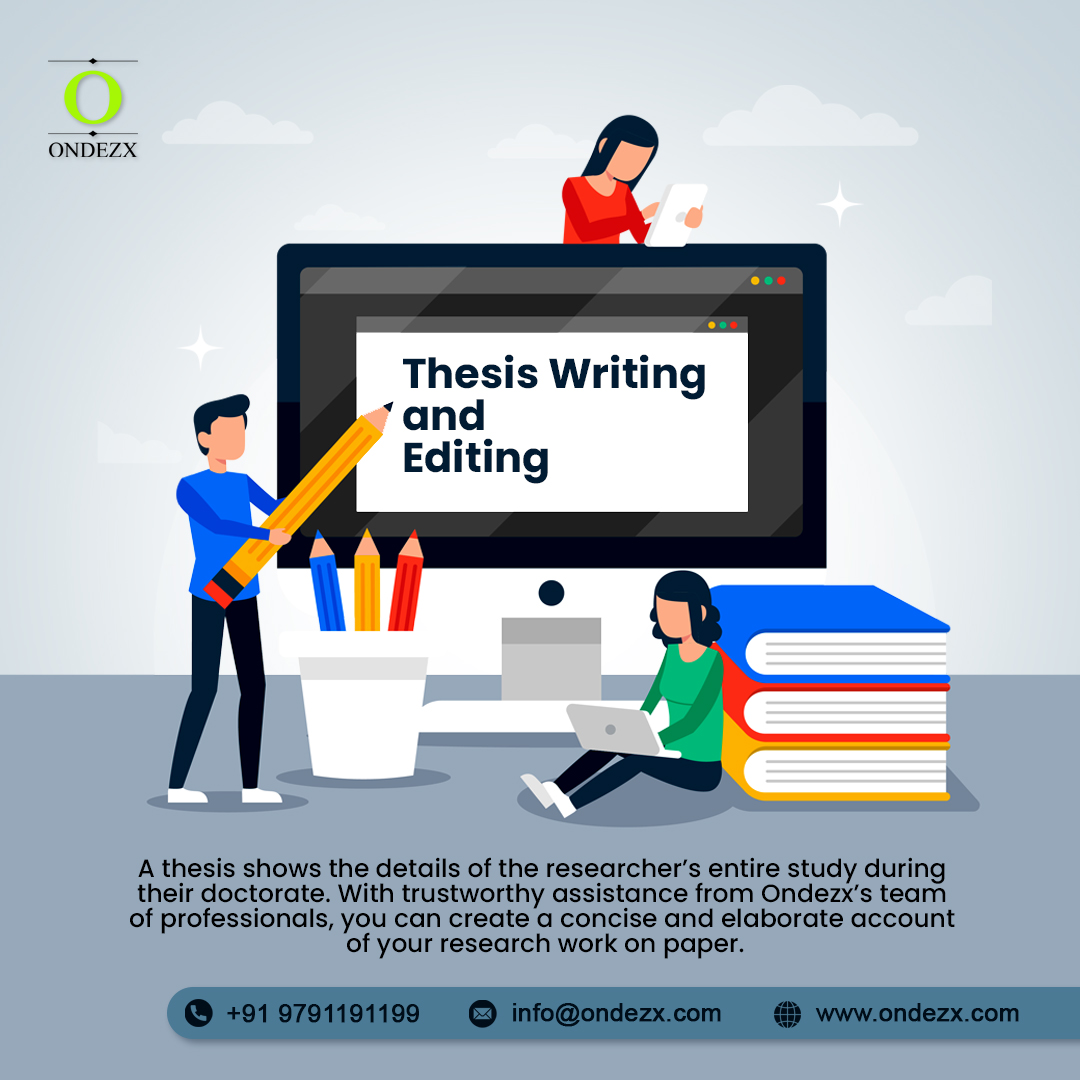 O
ONDEZX
Thesis Writing
and
Editing
A thesis shows the details of the researcher’s entire study during
their doctorate. With trustworthy assistance from Ondezx’s team
of professionals, you can create a concise and elaborate account
of your research work on paper.
+91 9791191199 info@ondezx.com www.ondezx.com